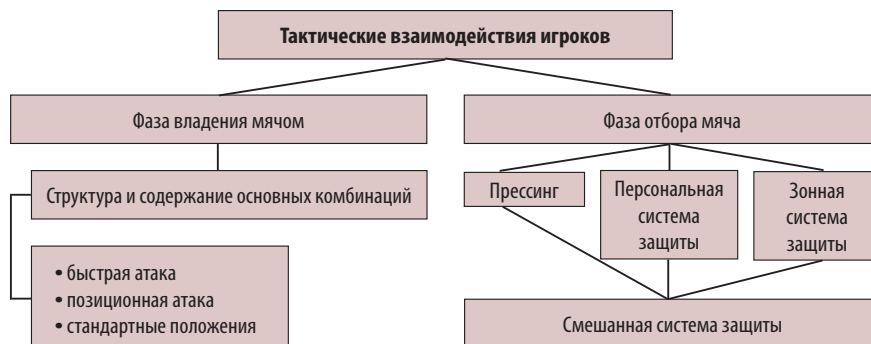 Тактические взаимодействия игроков
Фаза владения мячом
Фаза отбора мяча
Структура и содержание основных комбинаций
Прессинг
Персональная
система
защиты
Зонная
система
защиты
• быстрая атака
• позиционная атака
• стандартные положения
Смешанная система защиты